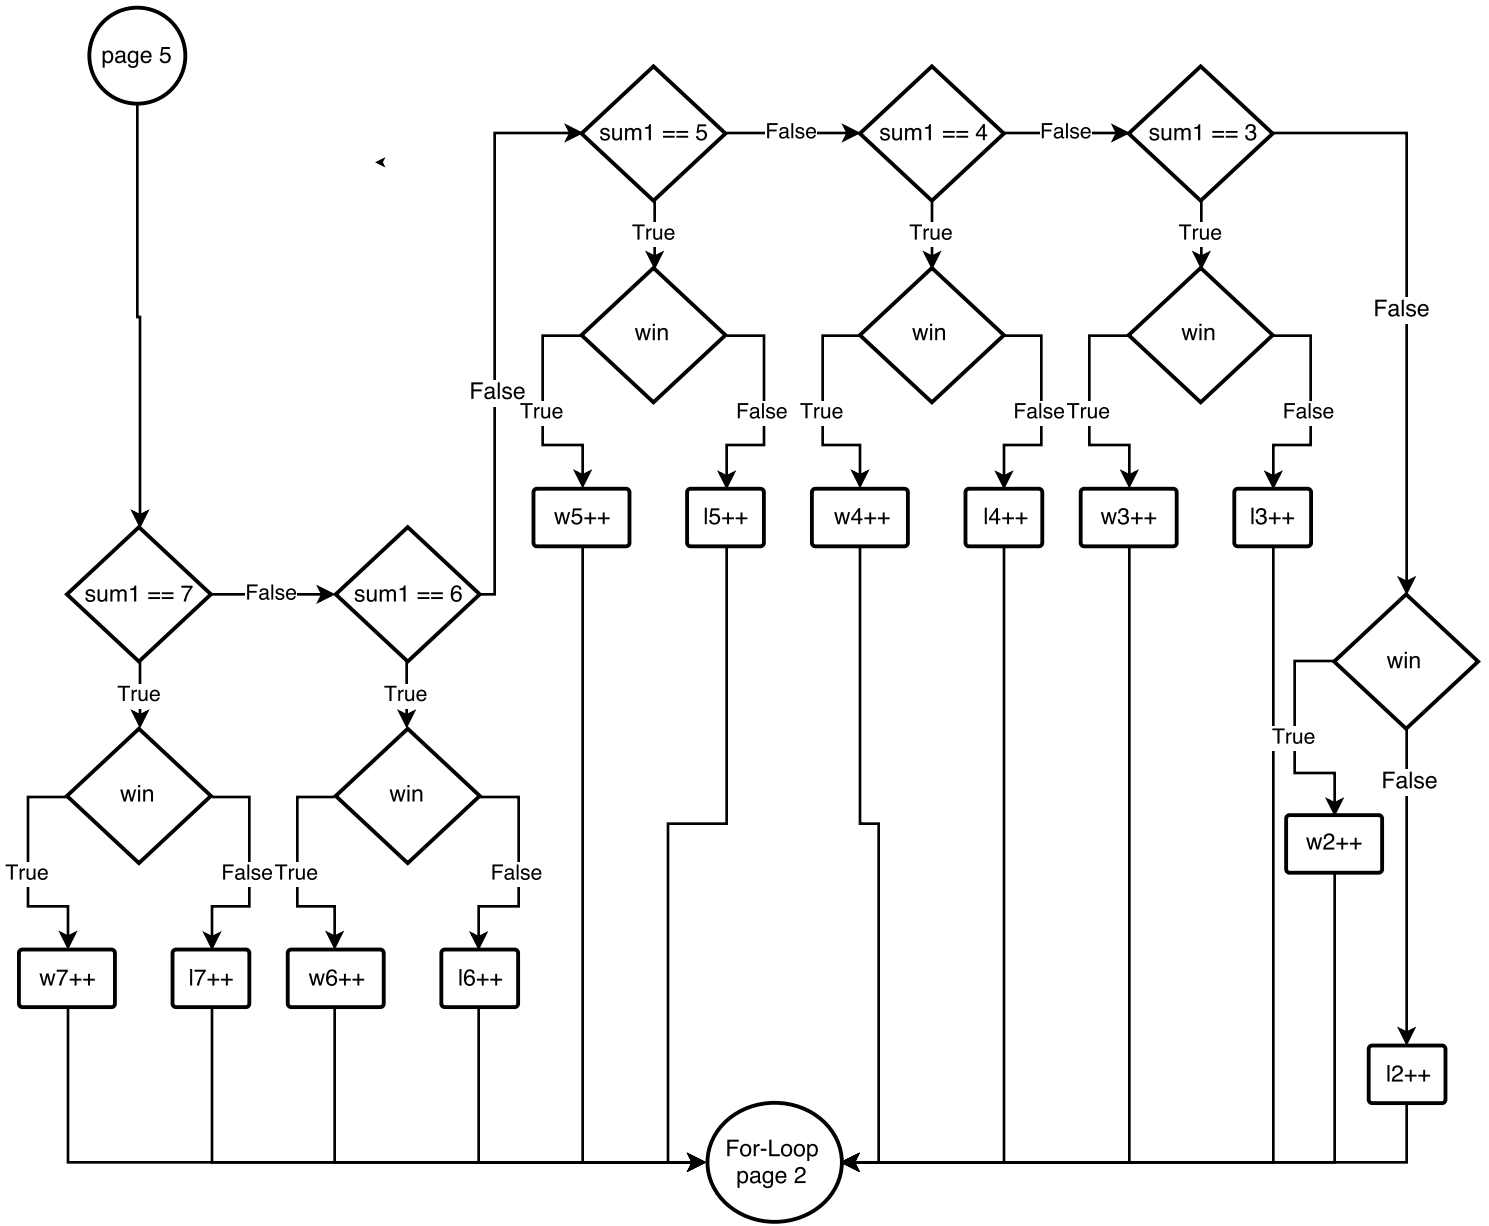 page 5
sum1 == 5
False
sum1 == 4
False
sum1 == 3
True
True
True
False
win
win
win
False
True
False
True
False
True
False
w5++
l5++
w4++
l4++
w3++
l3++
sum1 == 7
False
sum1 == 6
win
True
True
True
False
win
win
w2++
True
False
True
False
w7++
l7++
w6++
l6++
l2++
For-Loop
page 2